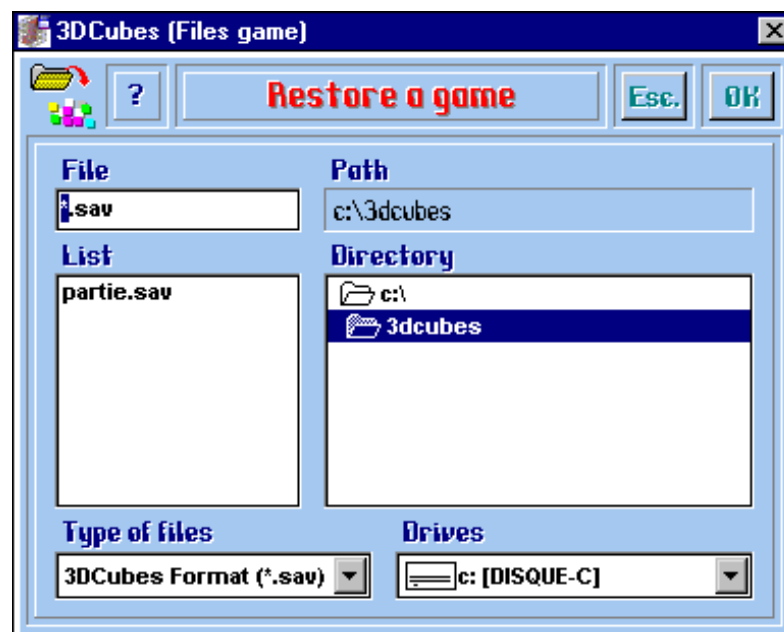 3DCubes (Files game)
? Restore a game Esc. OK
File Path
*.sav c:\3dcubes
List Directory
partie.sav c:\
3dcubes
Type of files Drives
3DCubes Format (*.sav) c: [DISQUE-C]